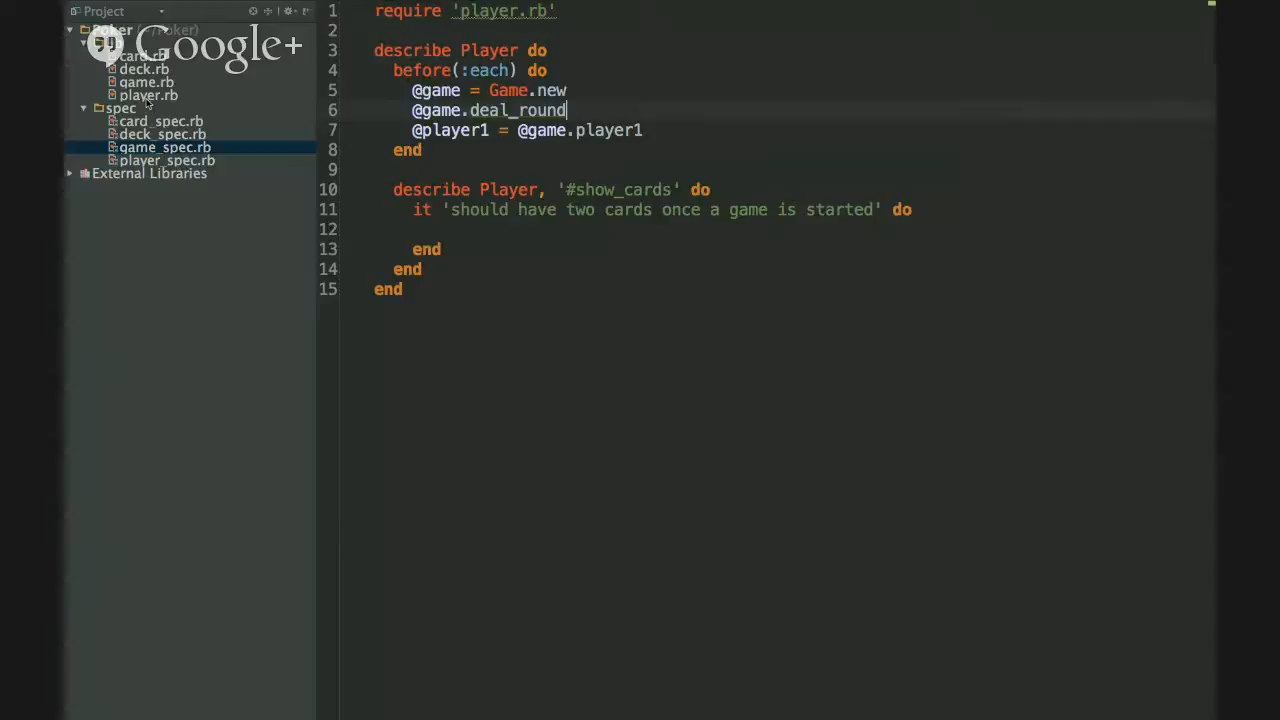 Project
Poker (~/Poker)
Google+
lib
card.rb
deck.rb
game.rb
player.rb
spec
card_spec.rb
deck_spec.rb
game_spec.rb
player_spec.rb
External Libraries
1 require 'player.rb'
2
3 describe Player do
4 before(:each) do
5 @game = Game.new
6 @game.deal_round
7 @player1 = @game.player1
8 end
9
10 describe Player, '#show_cards' do
11 it 'should have two cards once a game is started' do
12
13 end
14 end
15 end